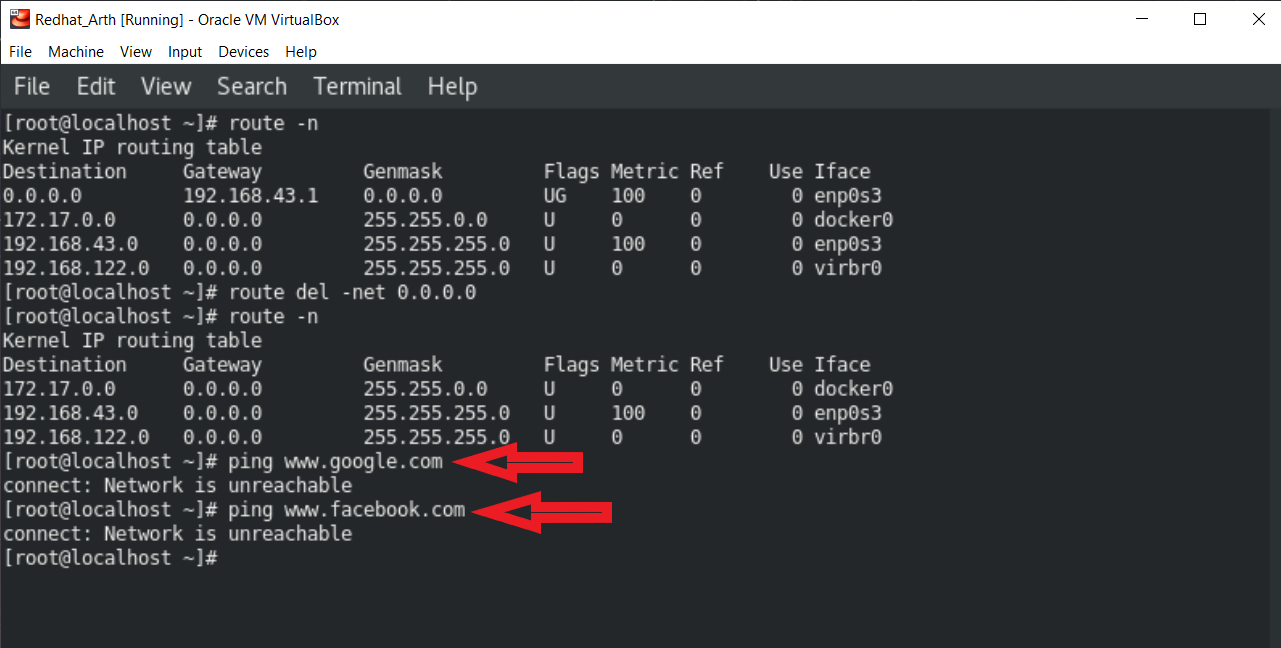 Redhat_Arth [Running] - Oracle VM VirtualBox
File Machine View Input Devices Help
File Edit View Search Terminal Help
[root@localhost ~]# route -n
Kernel IP routing table
Destination     Gateway         Genmask         Flags Metric Ref    Use Iface
0.0.0.0         192.168.43.1    0.0.0.0         UG    100    0        0 enp0s3
172.17.0.0      0.0.0.0         255.255.0.0     U     0      0        0 docker0
192.168.43.0    0.0.0.0         255.255.255.0   U     100    0        0 enp0s3
192.168.122.0   0.0.0.0         255.255.255.0   U     0      0        0 virbr0
[root@localhost ~]# route del -net 0.0.0.0
[root@localhost ~]# route -n
Kernel IP routing table
Destination     Gateway         Genmask         Flags Metric Ref    Use Iface
172.17.0.0      0.0.0.0         255.255.0.0     U     0      0        0 docker0
192.168.43.0    0.0.0.0         255.255.255.0   U     100    0        0 enp0s3
192.168.122.0   0.0.0.0         255.255.255.0   U     0      0        0 virbr0
[root@localhost ~]# ping www.google.com
connect: Network is unreachable
[root@localhost ~]# ping www.facebook.com
connect: Network is unreachable
[root@localhost ~]#